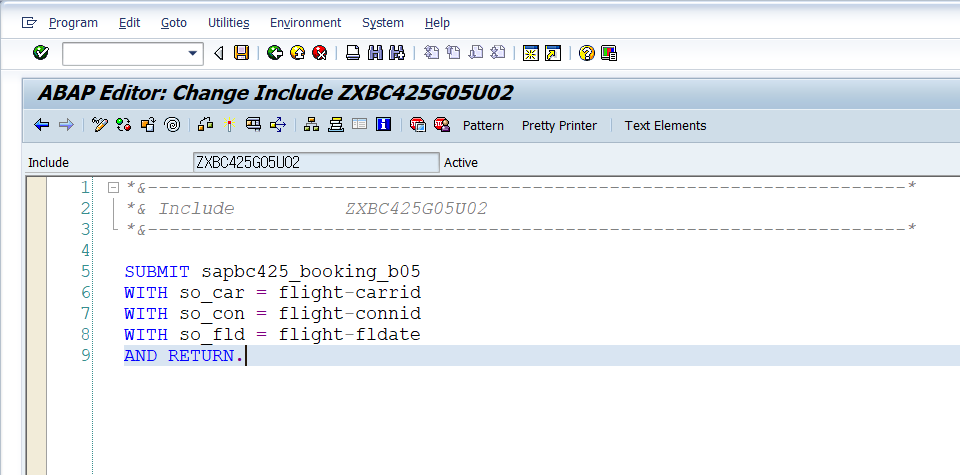 Program Edit Goto Utilities Environment System Help
ABAP Editor: Change Include ZXBC425G05U02
Pattern Pretty Printer Text Elements
Include ZXBC425G05U02 Active
1 *&---------------------------------------------------------------------*
2 *& Include ZXBC425G05U02
3 *&---------------------------------------------------------------------*
4
5 SUBMIT sapbc425_booking_b05
6 WITH so_car = flight-carrid
7 WITH so_con = flight-connid
8 WITH so_fld = flight-fldate
9 AND RETURN.